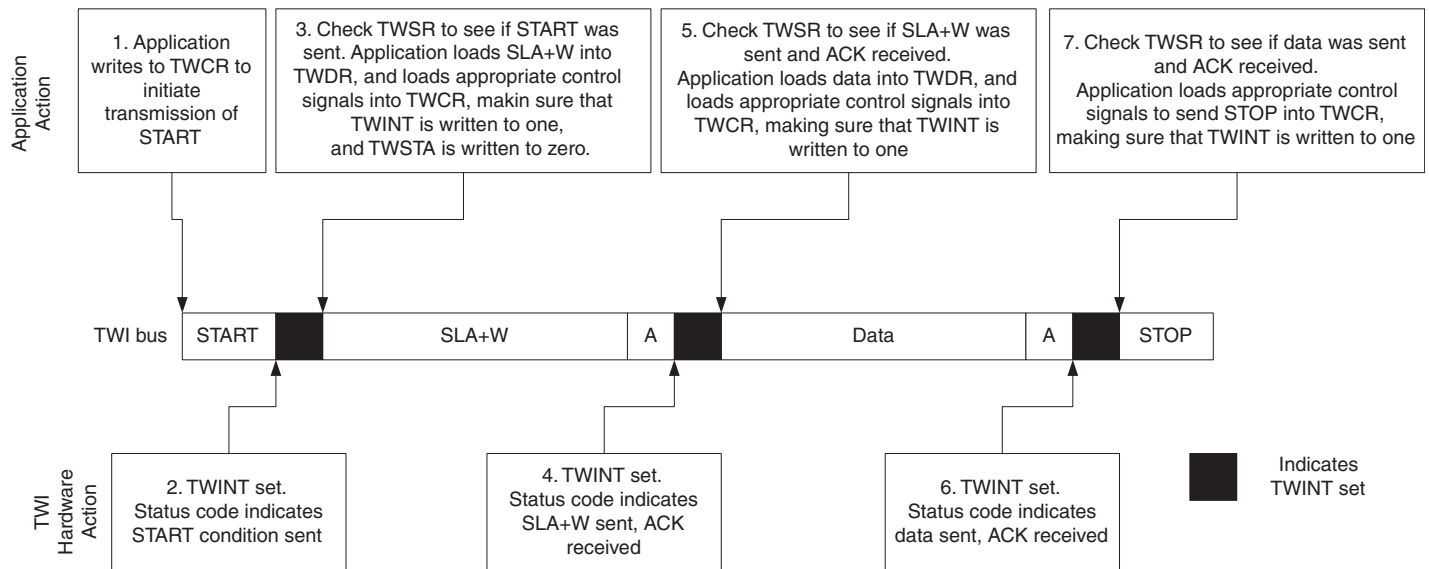 Application
Action
1. Application
writes to TWCR to
initiate
transmission of
START
3. Check TWSR to see if START was
sent. Application loads SLA+W into
TWDR, and loads appropriate control
signals into TWCR, makin sure that
TWINT is written to one,
and TWSTA is written to zero.
5. Check TWSR to see if SLA+W was
sent and ACK received.
Application loads data into TWDR, and
loads appropriate control signals into
TWCR, making sure that TWINT is
written to one
7. Check TWSR to see if data was sent
and ACK received.
Application loads appropriate control
signals to send STOP into TWCR,
making sure that TWINT is written to one
TWI bus
START
SLA+W
A
Data
A
STOP
TWI
Hardware
Action
2. TWINT set.
Status code indicates
START condition sent
4. TWINT set.
Status code indicates
SLA+W sent, ACK
received
6. TWINT set.
Status code indicates
data sent, ACK received
Indicates
TWINT set